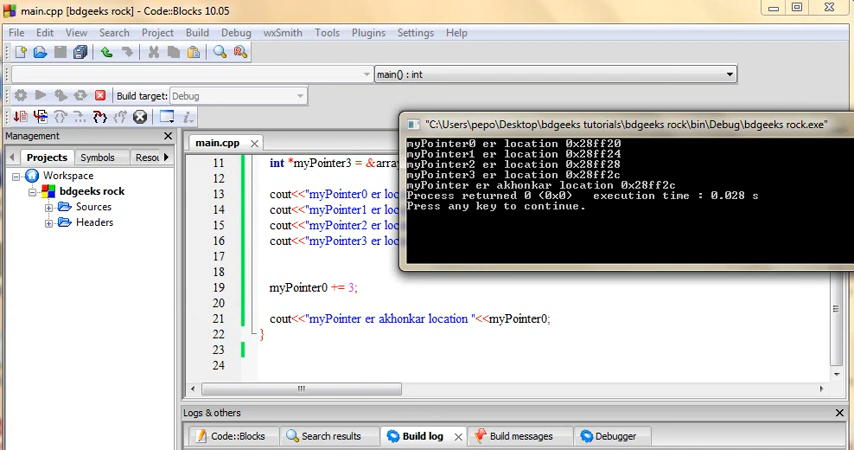 main.cpp [bdgeeks rock] - Code::Blocks 10.05
File Edit View Search Project Build Debug wxSmith Tools Plugins Settings Help
main() : int
Build target: Debug
Management
Projects Symbols Resou
Workspace
bdgeeks rock
Sources
Headers
main.cpp
11 int *myPointer3 = &array
12
13 cout<<"myPointer0 er loc
14 cout<<"myPointer1 er loc
15 cout<<"myPointer2 er loc
16 cout<<"myPointer3 er loc
17
18
19 myPointer0 += 3;
20
21 cout<<"myPointer er akhonkar location "<<myPointer0;
22 }
23
24
"C:\Users\pepo\Desktop\bdgeeks tutorials\bdgeeks rock\bin\Debug\bdgeeks rock.exe"
myPointer0 er location 0x28ff20
myPointer1 er location 0x28ff24
myPointer2 er location 0x28ff28
myPointer3 er location 0x28ff2c
myPointer er akhonkar location 0x28ff2c
Process returned 0 (0x0) execution time : 0.028 s
Press any key to continue.
Logs & others
Code::Blocks Search results Build log Build messages Debugger